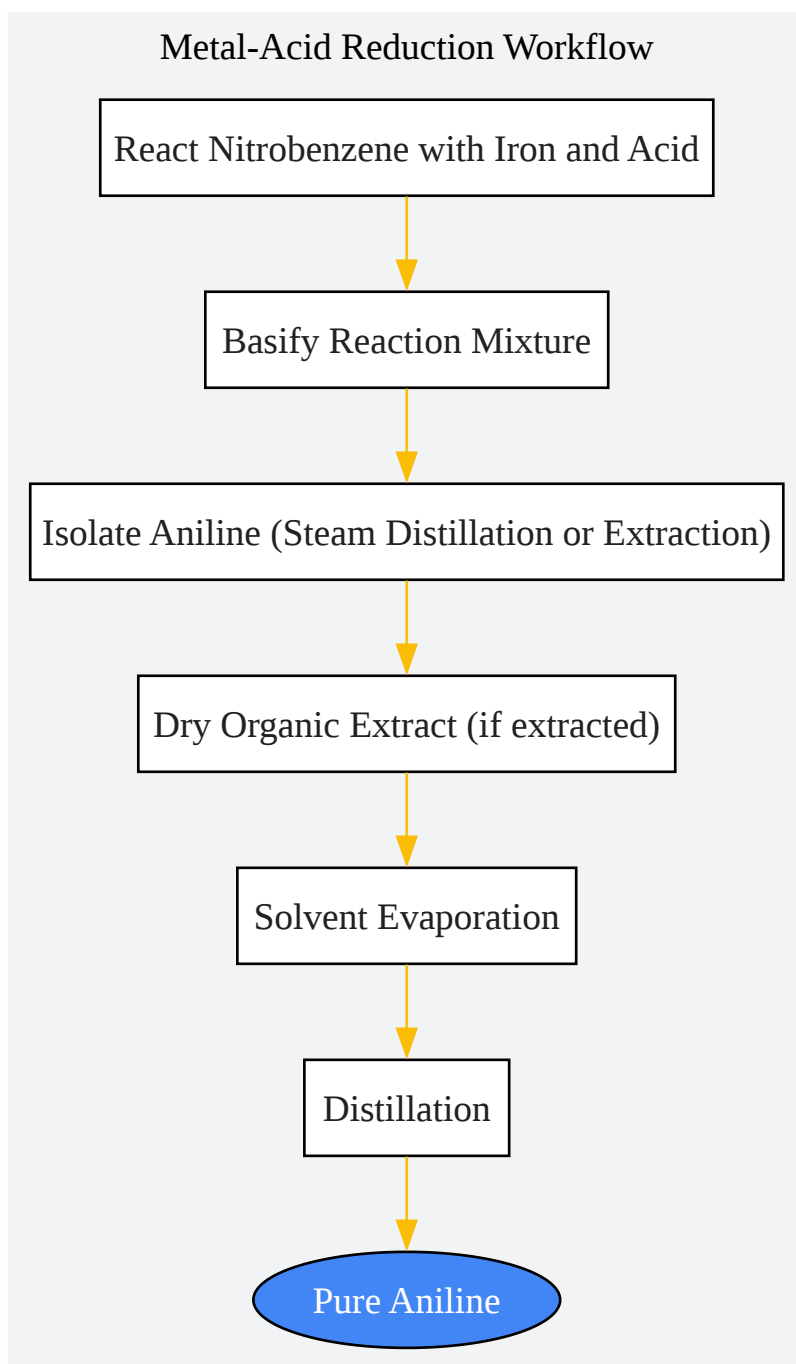 Metal-Acid Reduction Workflow
React Nitrobenzene with Iron and Acid
Basify Reaction Mixture
Isolate Aniline (Steam Distillation or Extraction)
Dry Organic Extract (if extracted)
Solvent Evaporation
Distillation
Pure Aniline